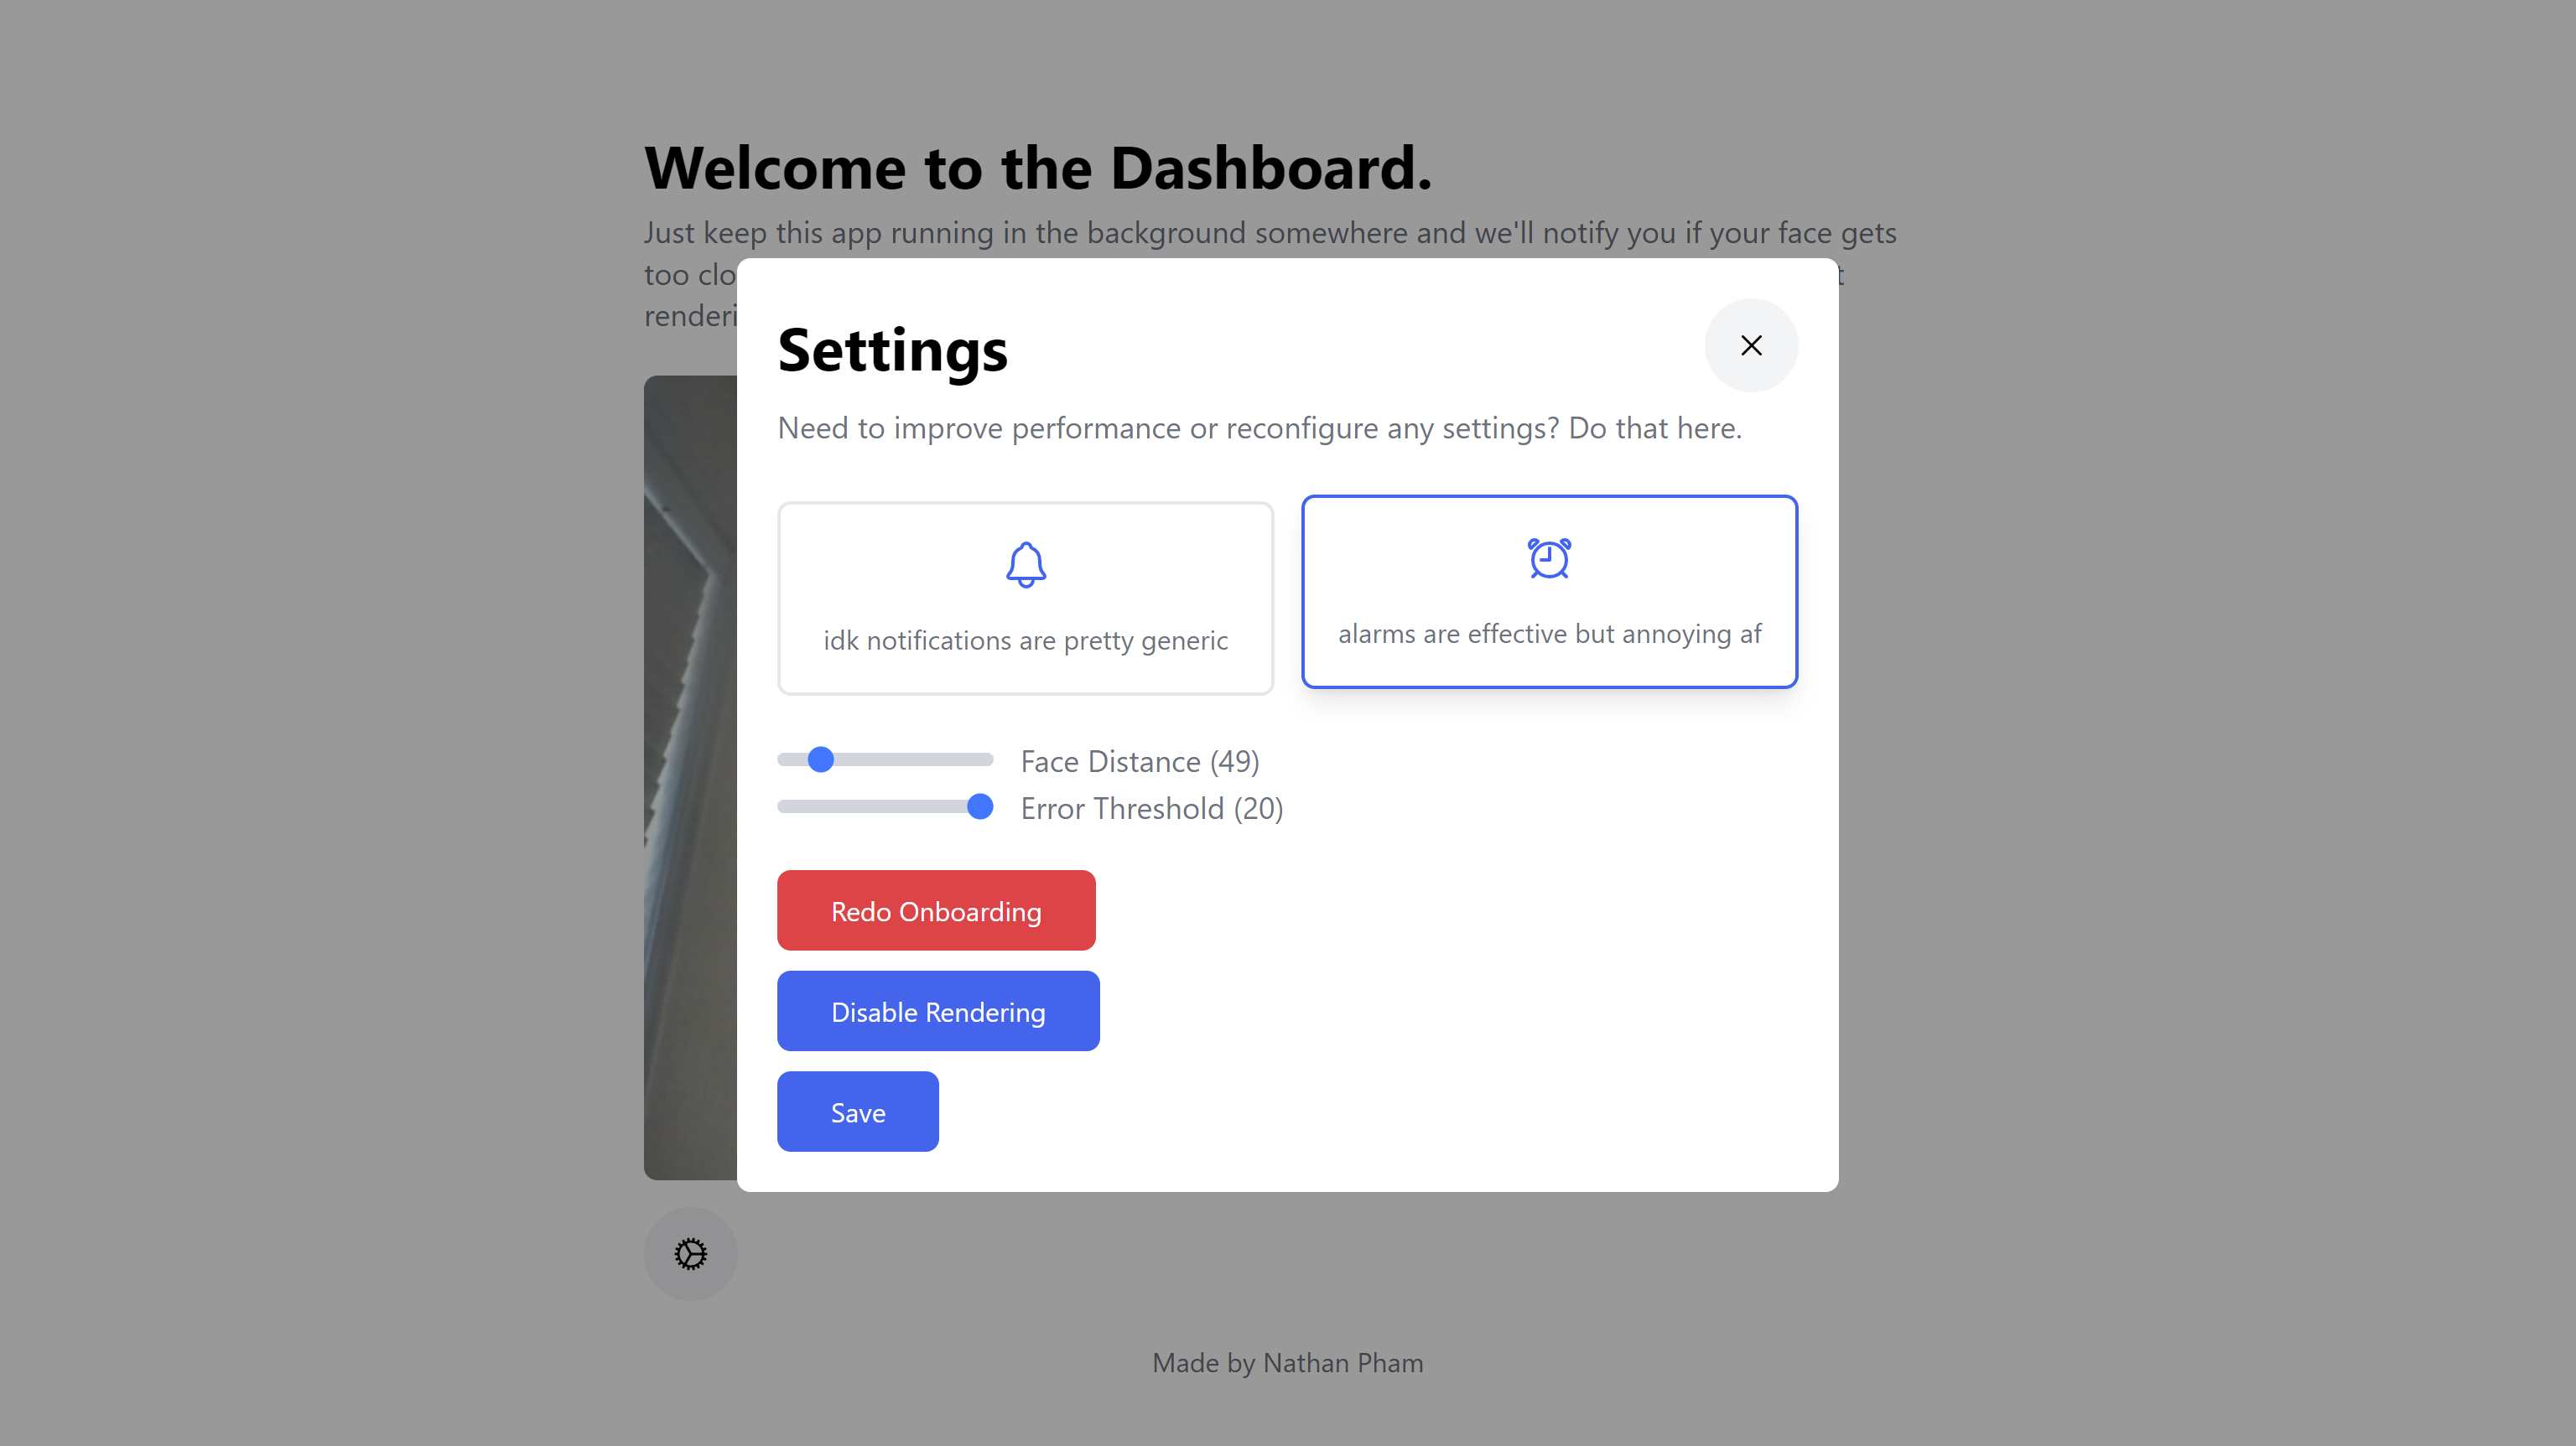 Welcome to the Dashboard.
Just keep this app running in the background somewhere and we'll notify you if your face gets
too clo
renderi
Settings
Need to improve performance or reconfigure any settings? Do that here.
idk notifications are pretty generic
alarms are effective but annoying af
Face Distance (49)
Error Threshold (20)
Redo Onboarding
Disable Rendering
Save
Made by Nathan Pham